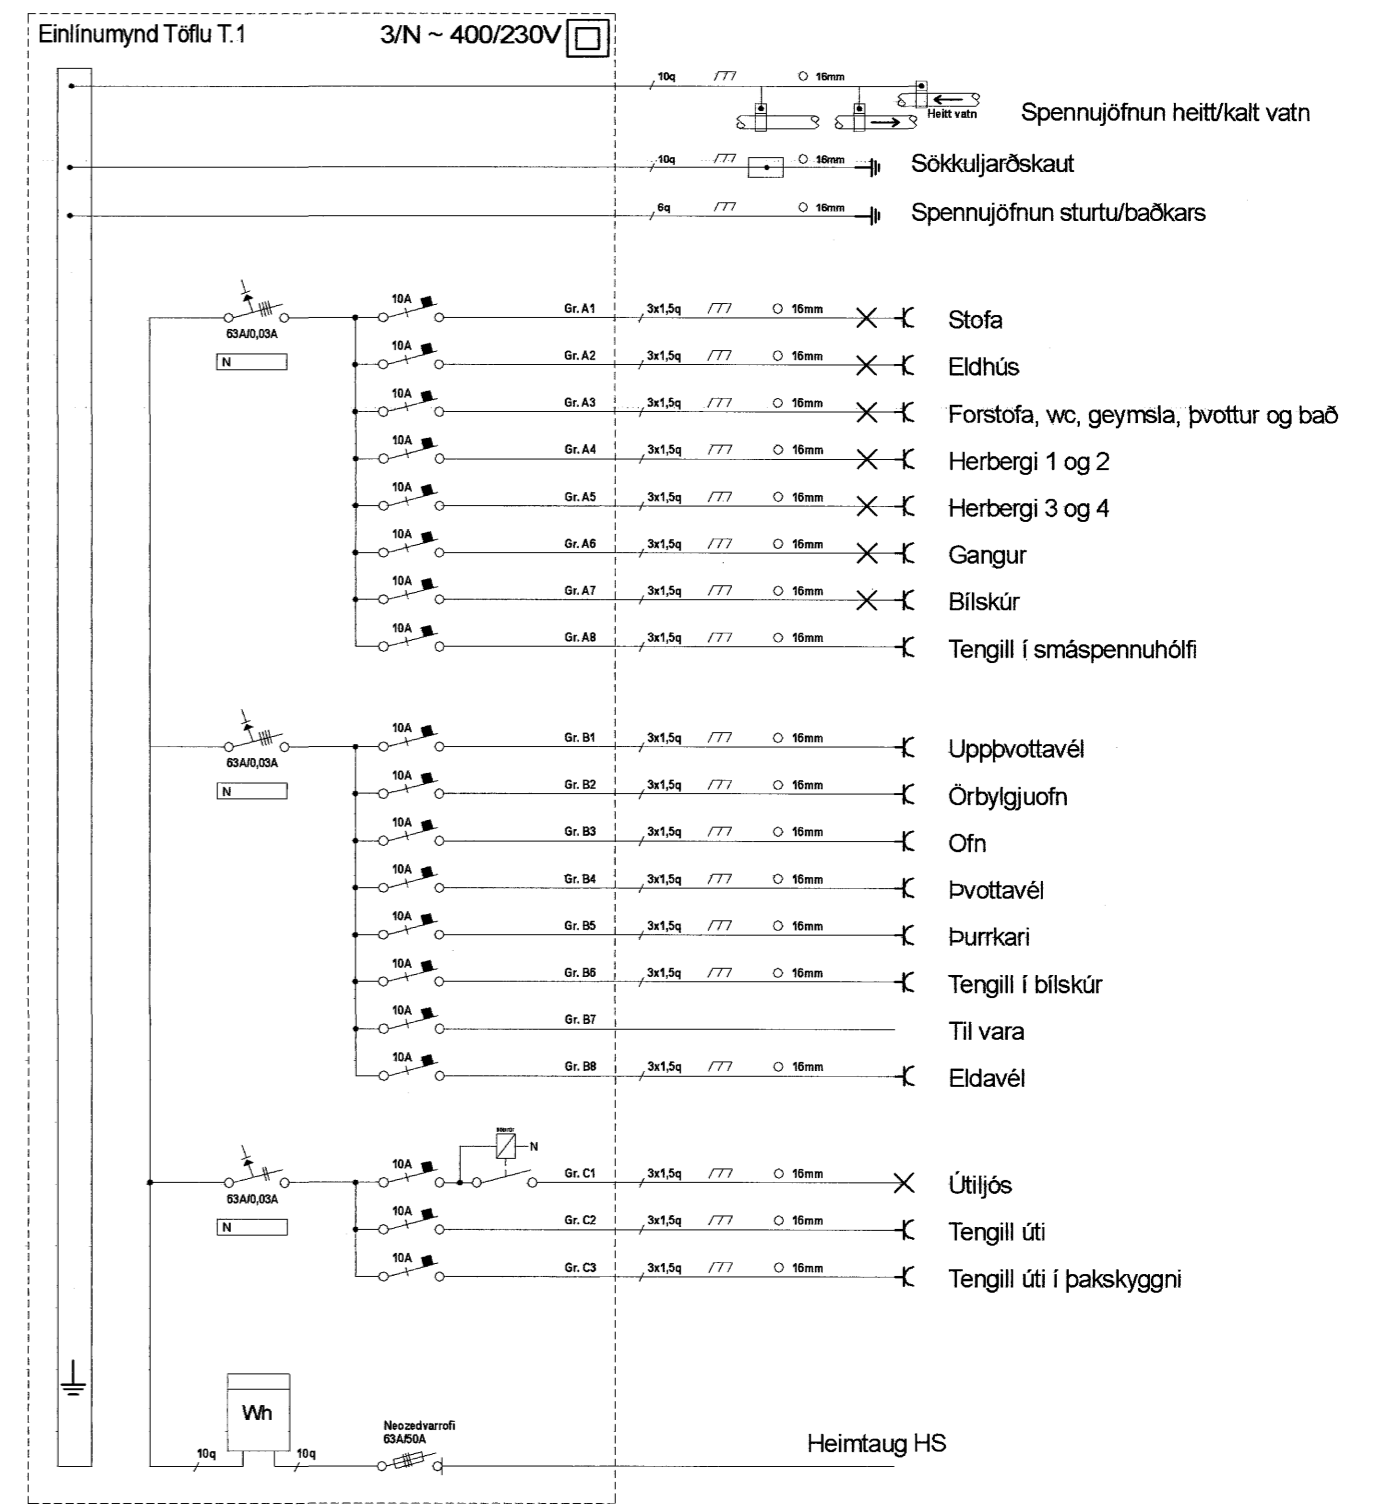 Einlínumynd Töflu T.1 3/N ~ 400/230V
10q 16mm
Heitt vatn
Spennujöfnun heitt/kalt vatn
10q 16mm Sökkuljarðskaut
6q 16mm Spennujöfnun sturtu/baðkars
63A/0,03A
N
10A Gr. A1 3x1,5q 16mm Stofa
10A Gr. A2 3x1,5q 16mm Eldhús
10A Gr. A3 3x1,5q 16mm Forstofa, wc, geymsla, þvottur og bað
10A Gr. A4 3x1,5q 16mm Herbergi 1 og 2
10A Gr. A5 3x1,5q 16mm Herbergi 3 og 4
10A Gr. A6 3x1,5q 16mm Gangur
10A Gr. A7 3x1,5q 16mm Bílskúr
10A Gr. A8 3x1,5q 16mm Tengill í smáspennuhólfi
63A/0,03A
N
10A Gr. B1 3x1,5q 16mm Uppþvottavél
10A Gr. B2 3x1,5q 16mm Örbylgjuofn
10A Gr. B3 3x1,5q 16mm Ofn
10A Gr. B4 3x1,5q 16mm Þvottavél
10A Gr. B5 3x1,5q 16mm Þurrkari
10A Gr. B6 3x1,5q 16mm Tengill í bílskúr
10A Gr. B7 Til vara
10A Gr. B8 3x1,5q 16mm Eldavél
N
63A/0,03A
N
10A Gr. C1 3x1,5q 16mm Útiljós
10A Gr. C2 3x1,5q 16mm Tengill úti
10A Gr. C3 3x1,5q 16mm Tengill úti í þakskyggni
Wh
Neozedvarrofi
63A/50A
10q 10q
Heimtaug HS